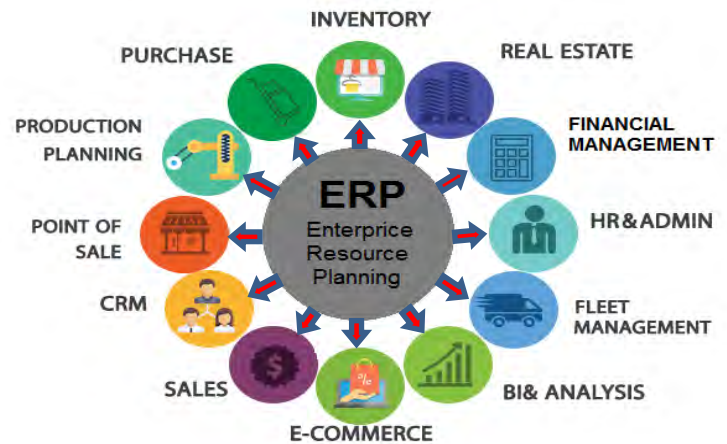 INVENTORY
PURCHASE
REAL ESTATE
PRODUCTION
PLANNING
FINANCIAL
MANAGEMENT
ERP
Enterprice
Resource
Planning
POINT OF
SALE
HR&ADMIN
CRM
FLEET
MANAGEMENT
SALES
$
%
BI& ANALYSIS
E-COMMERCE